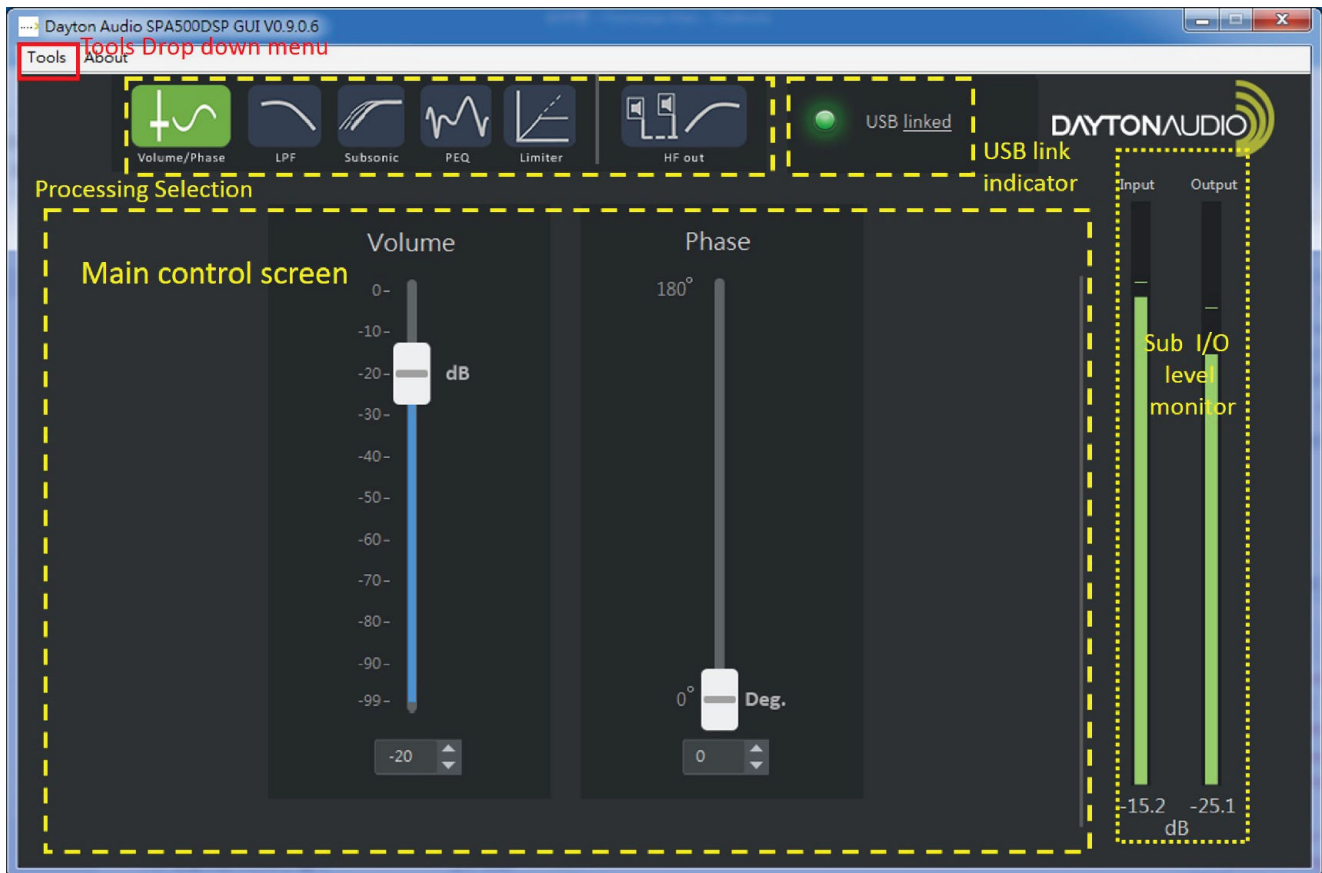 Dayton Audio SPA500DSP GUI V0.9.0.6
Tools Drop down menu
Tools About
Volume/Phase LPF Subsonic PEQ Limiter HF out
USB linked
DAYTON AUDIO
USB link
indicator
Processing Selection
Input Output
Main control screen
Volume
0-
-10-
-20- dB
-30-
-40-
-50-
-60-
-70-
-80-
-90-
-99-
-20
Phase
180°
0° Deg.
0
Sub I/O
level
monitor
-15.2 -25.1
dB